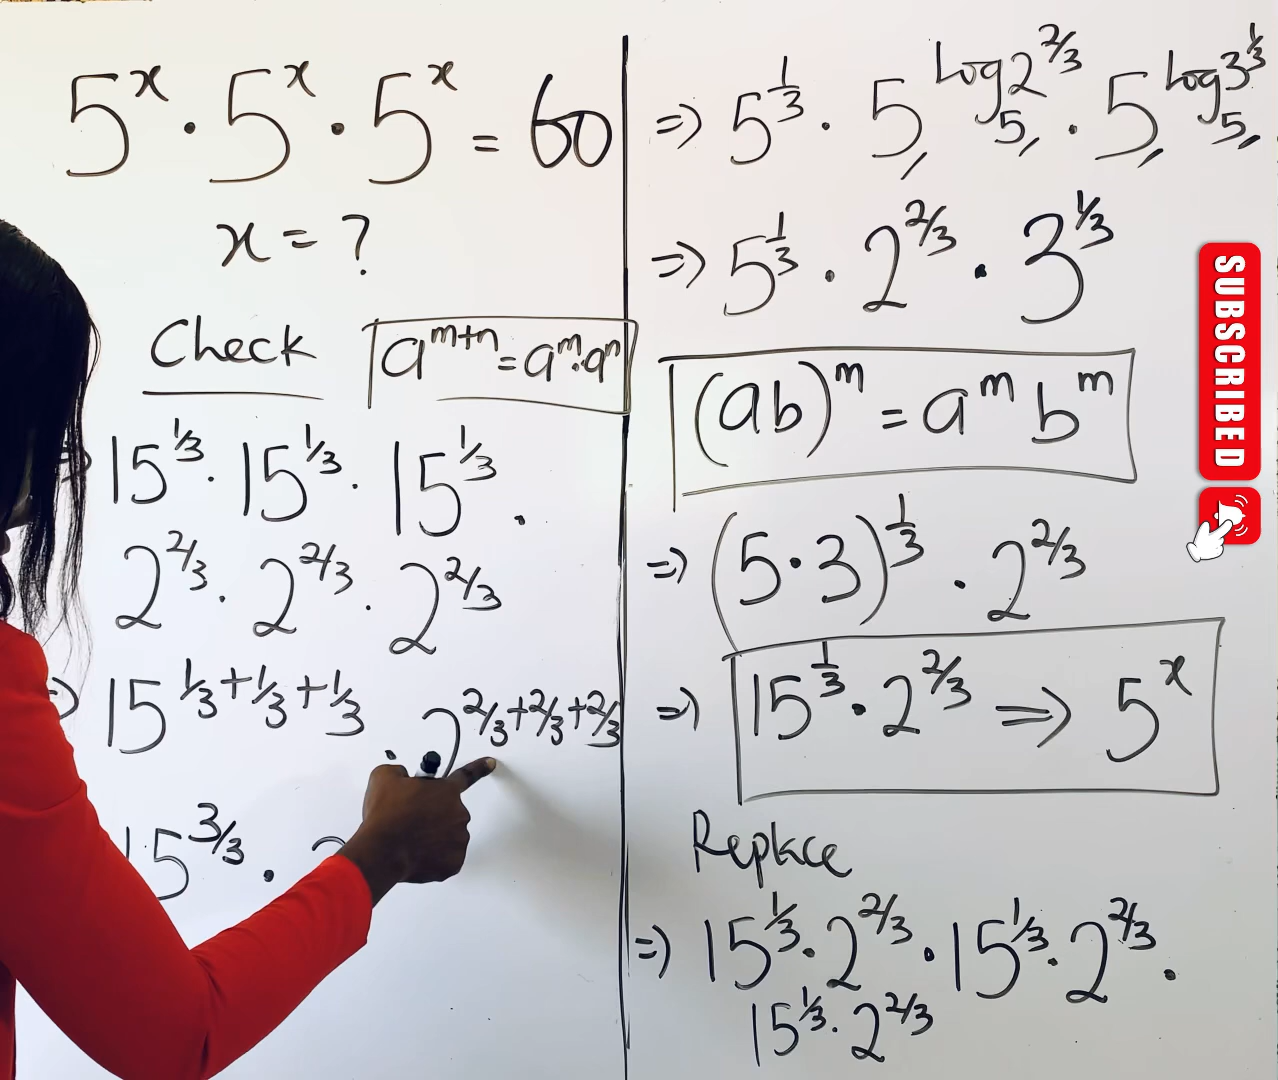 5^x · 5^x · 5^x = 60
x = ?
Check
a^{m+n} = a^m · a^n
15^{1/3} · 15^{1/3} · 15^{1/3} ·
2^{2/3} · 2^{2/3} · 2^{2/3}
15^{1/3+1/3+1/3} · 2^{2/3+2/3+2/3}
15^{3/3} ·
=> 5^{1/3} · 5^{log_5 2^{2/3}} · 5^{log_5 3^{1/3}}
=> 5^{1/3} · 2^{2/3} · 3^{1/3}
(ab)^m = a^m b^m
=> (5·3)^{1/3} · 2^{2/3}
=> 15^{1/3} · 2^{2/3} => 5^x
Replace
=> 15^{1/3} · 2^{2/3} · 15^{1/3} · 2^{2/3} ·
15^{1/3} · 2^{2/3}
SUBSCRIBED